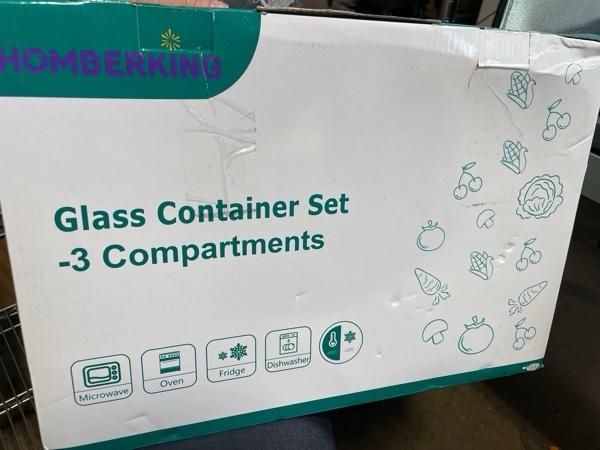 HOMBERKING
Glass Container Set
-3 Compartments
Microwave
Oven
Fridge
Dishwasher